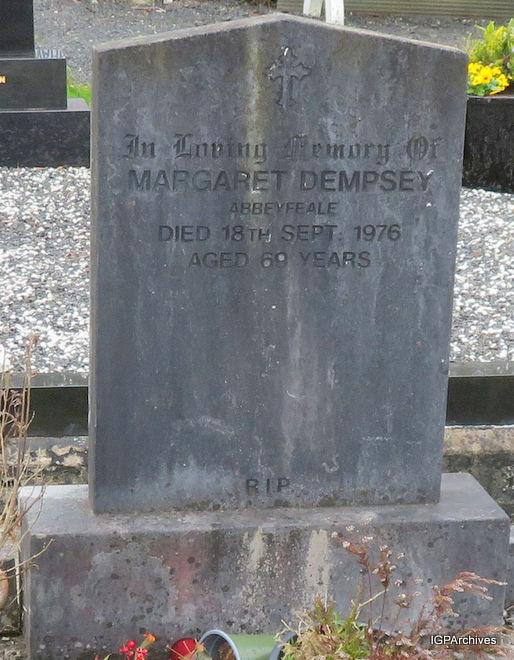 In Loving Memory Of
MARGARET DEMPSEY
ABBEYFEALE
DIED 18TH SEPT. 1976
AGED 69 YEARS
RIP
IGPArchives